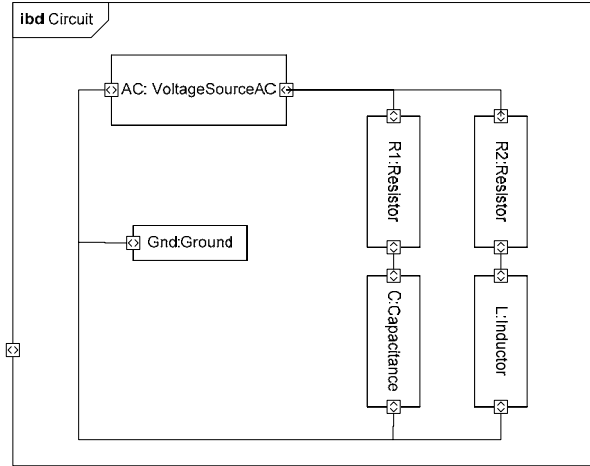 ibd Circuit
AC: VoltageSourceAC
R1:Resistor
R2:Resistor
Gnd:Ground
C:Capacitance
L:Inductor